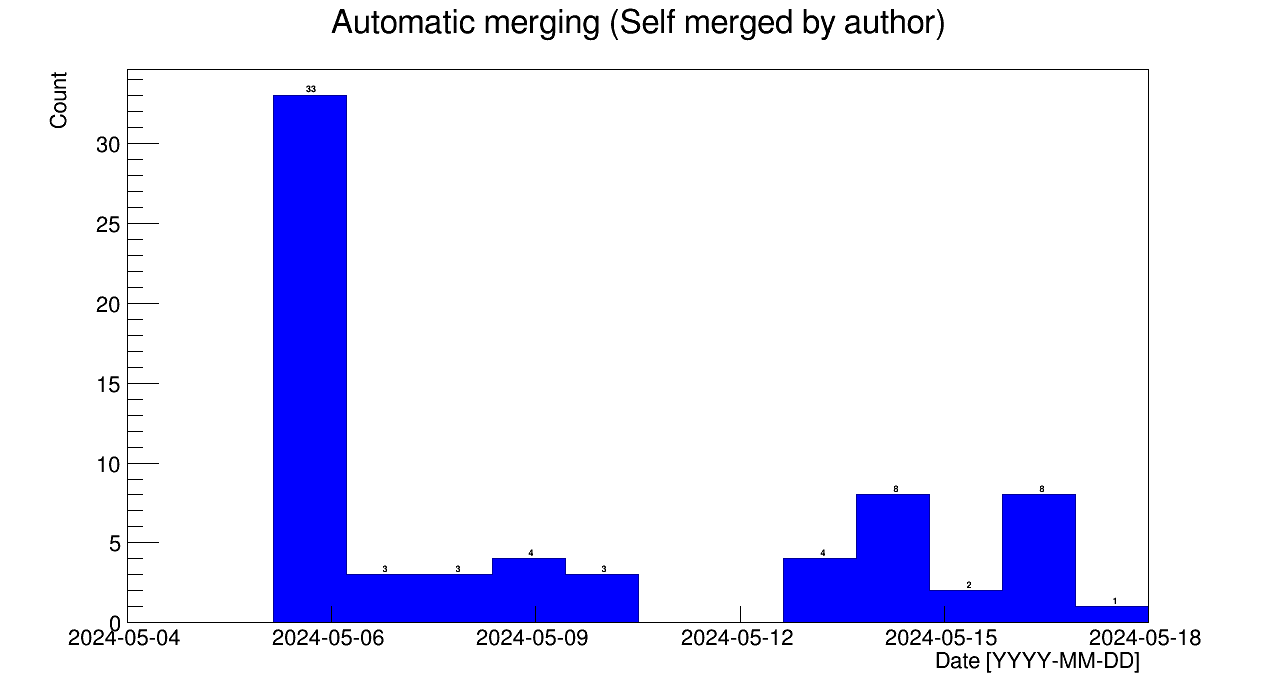 Automatic merging (Self merged by author)
Count
33
30
25
20
15
10
8 8
5
4 4
3 3 3
2
1
0
2024-05-04 2024-05-06 2024-05-09 2024-05-12 2024-05-15 2024-05-18
Date [YYYY-MM-DD]